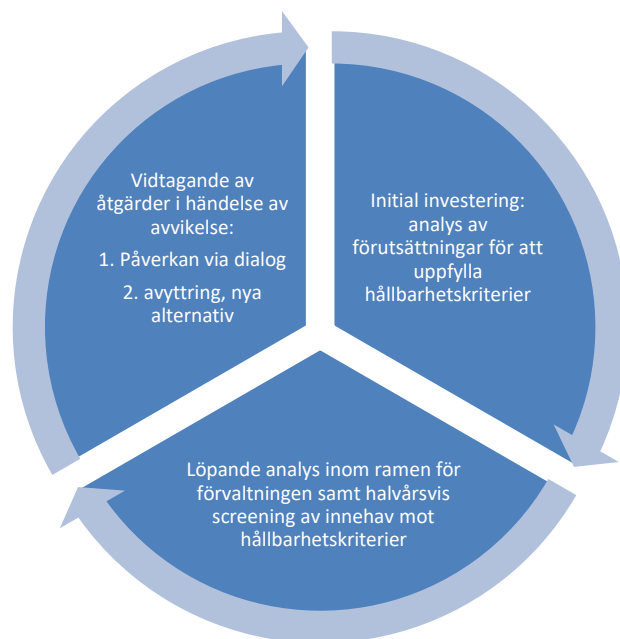 Vidtagande av
åtgärder i händelse av
avvikelse:
1. Påverkan via dialog
2. avyttring, nya
alternativ
Initial investering:
analys av
förutsättningar för att
uppfylla
hållbarhetskriterier
Löpande analys inom ramen för
förvaltningen samt halvårsvis
screening av innehav mot
hållbarhetskriterier